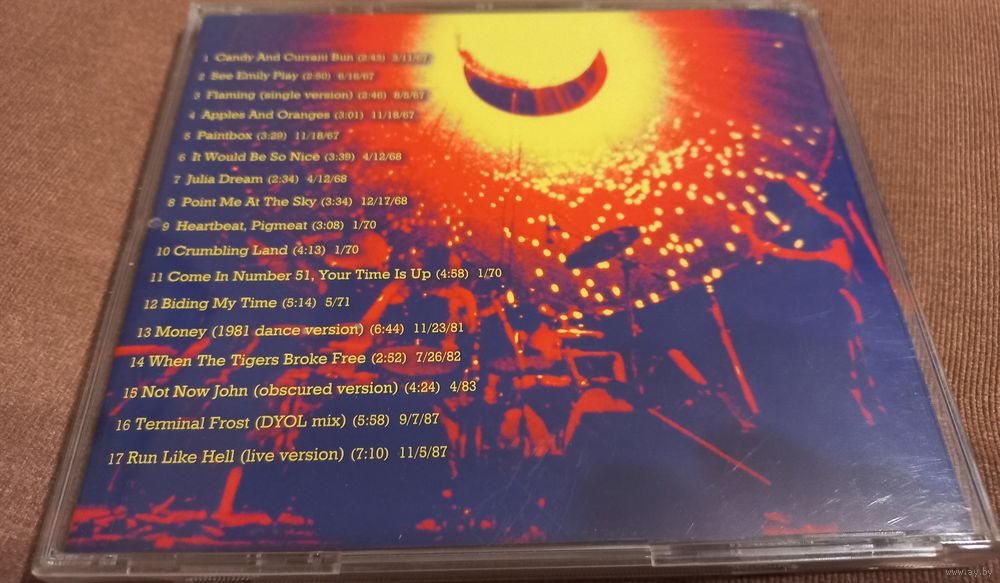 1 Candy And Currant Bun (2:45) 3/11/67
2 See Emily Play (2:50) 6/16/67
3 Flaming (single version) (2:46) 8/5/67
4 Apples And Oranges (3:01) 11/18/67
5 Paintbox (3:29) 11/18/67
6 It Would Be So Nice (3:39) 4/12/68
7 Julia Dream (2:34) 4/12/68
8 Point Me At The Sky (3:34) 12/17/68
9 Heartbeat, Pigmeat (3:08) 1/70
10 Crumbling Land (4:13) 1/70
11 Come In Number 51, Your Time Is Up (4:58) 1/70
12 Biding My Time (5:14) 5/71
13 Money (1981 dance version) (6:44) 11/23/81
14 When The Tigers Broke Free (2:52) 7/26/82
15 Not Now John (obscured version) (4:24) 4/83
16 Terminal Frost (DYOL mix) (5:58) 9/7/87
17 Run Like Hell (live version) (7:10) 11/5/87
www.ay.by